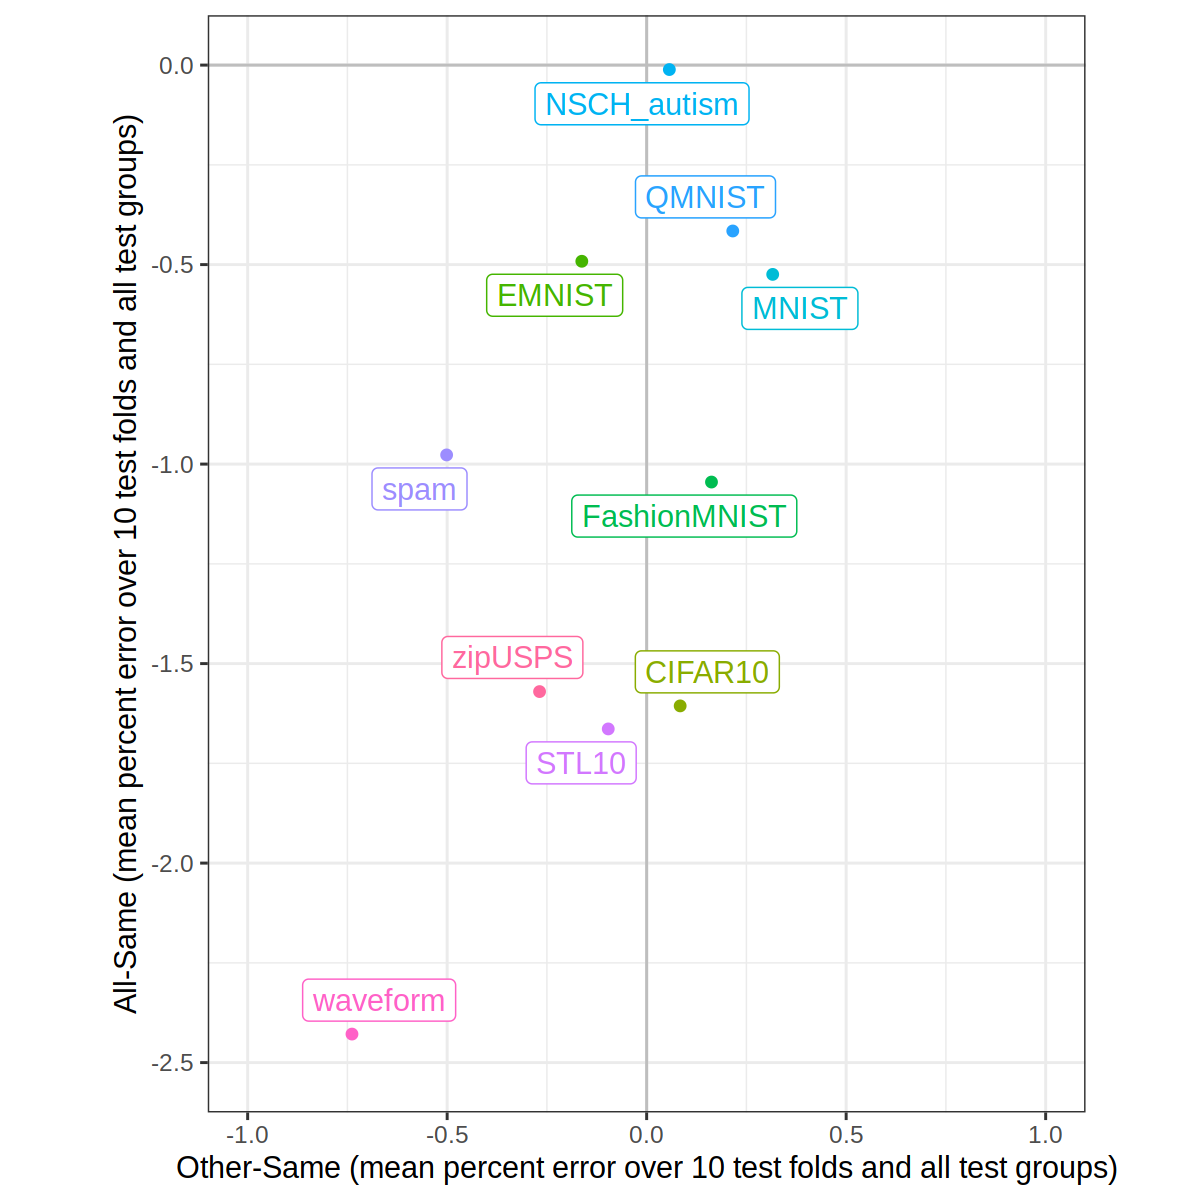 All-Same (mean percent error over 10 test folds and all test groups)
0.0
-0.5
-1.0
-1.5
-2.0
-2.5
NSCH_autism
QMNIST
EMNIST
MNIST
spam
FashionMNIST
zipUSPS
CIFAR10
STL10
waveform
-1.0 -0.5 0.0 0.5 1.0
Other-Same (mean percent error over 10 test folds and all test groups)